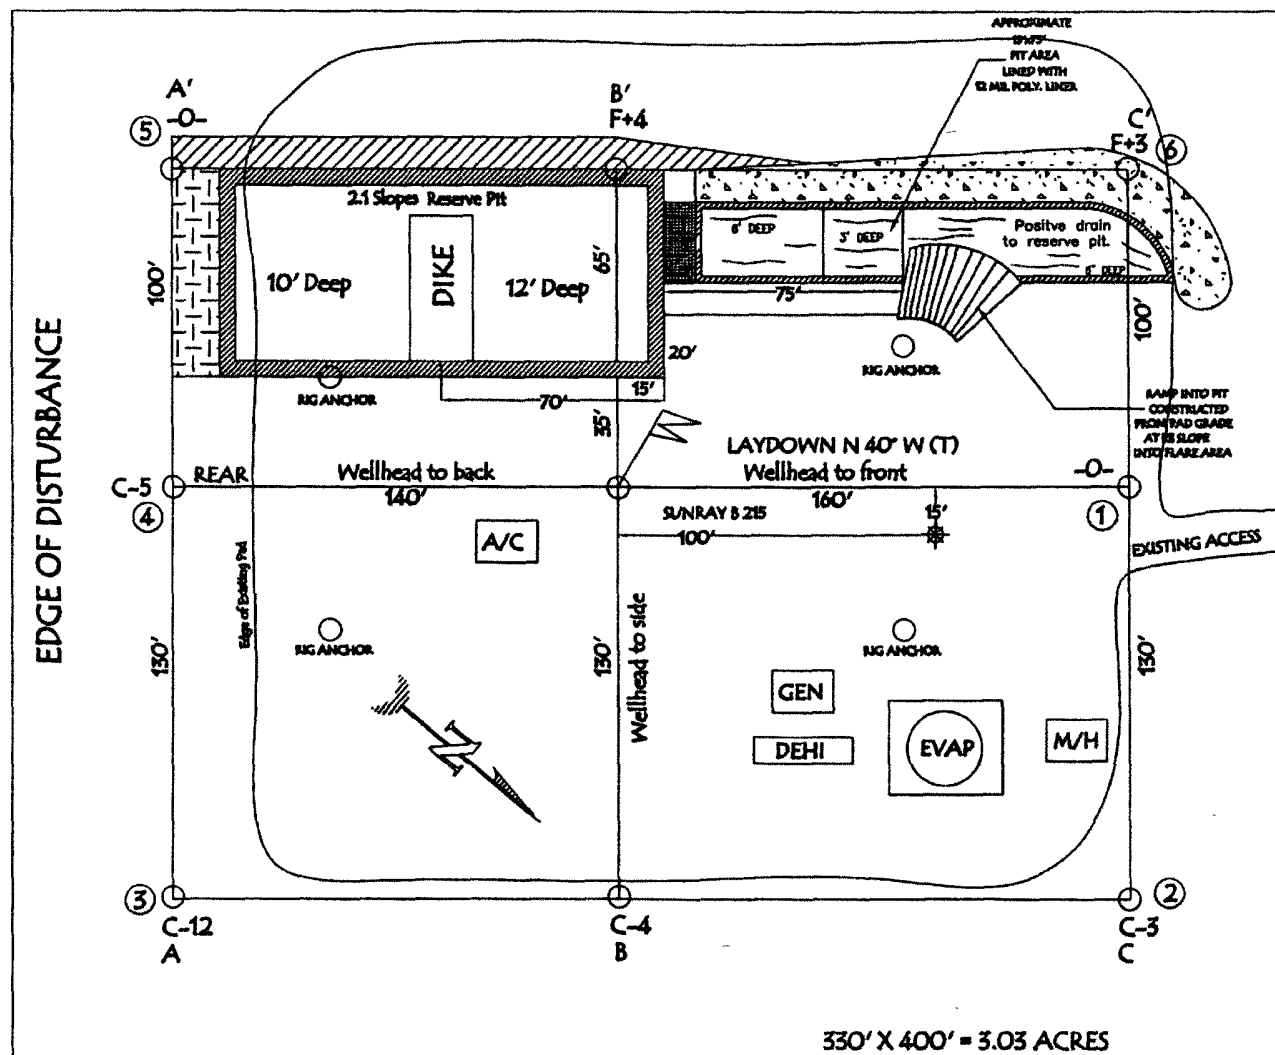 APPROXIMATE
PIT AREA
LINED WITH
12 MIL. POLY. LINER
A'
-0-
5
B'
F+4
C'
F+3
6
2:1 Slopes Reserve Pit
10' Deep
DIKE
12' Deep
65'
6' DEEP
3' DEEP
Positve drain
to reserve pit.
DEEP
100'
75'
100'
20'
15'
70'
35'
RIG ANCHOR
RIG ANCHOR
RAMP INTO PIT
CONSTRUCTED
FROM PAD GRADE
SLOPE
INTO FLARE AREA
EDGE OF DISTURBANCE
LAYDOWN N 40° W (T)
C-5
REAR
Wellhead to back
140'
Wellhead to front
160'
-0-
4
1
SUNRAY B 215
100'
15'
A/C
EXISTING ACCESS
Edge of Existing Pad
130'
130'
Wellhead to side
130'
RIG ANCHOR
RIG ANCHOR
GEN
DEHI
EVAP
M/H
N
3
2
C-12
A
C-4
B
C-3
C
330' X 400' = 3.03 ACRES